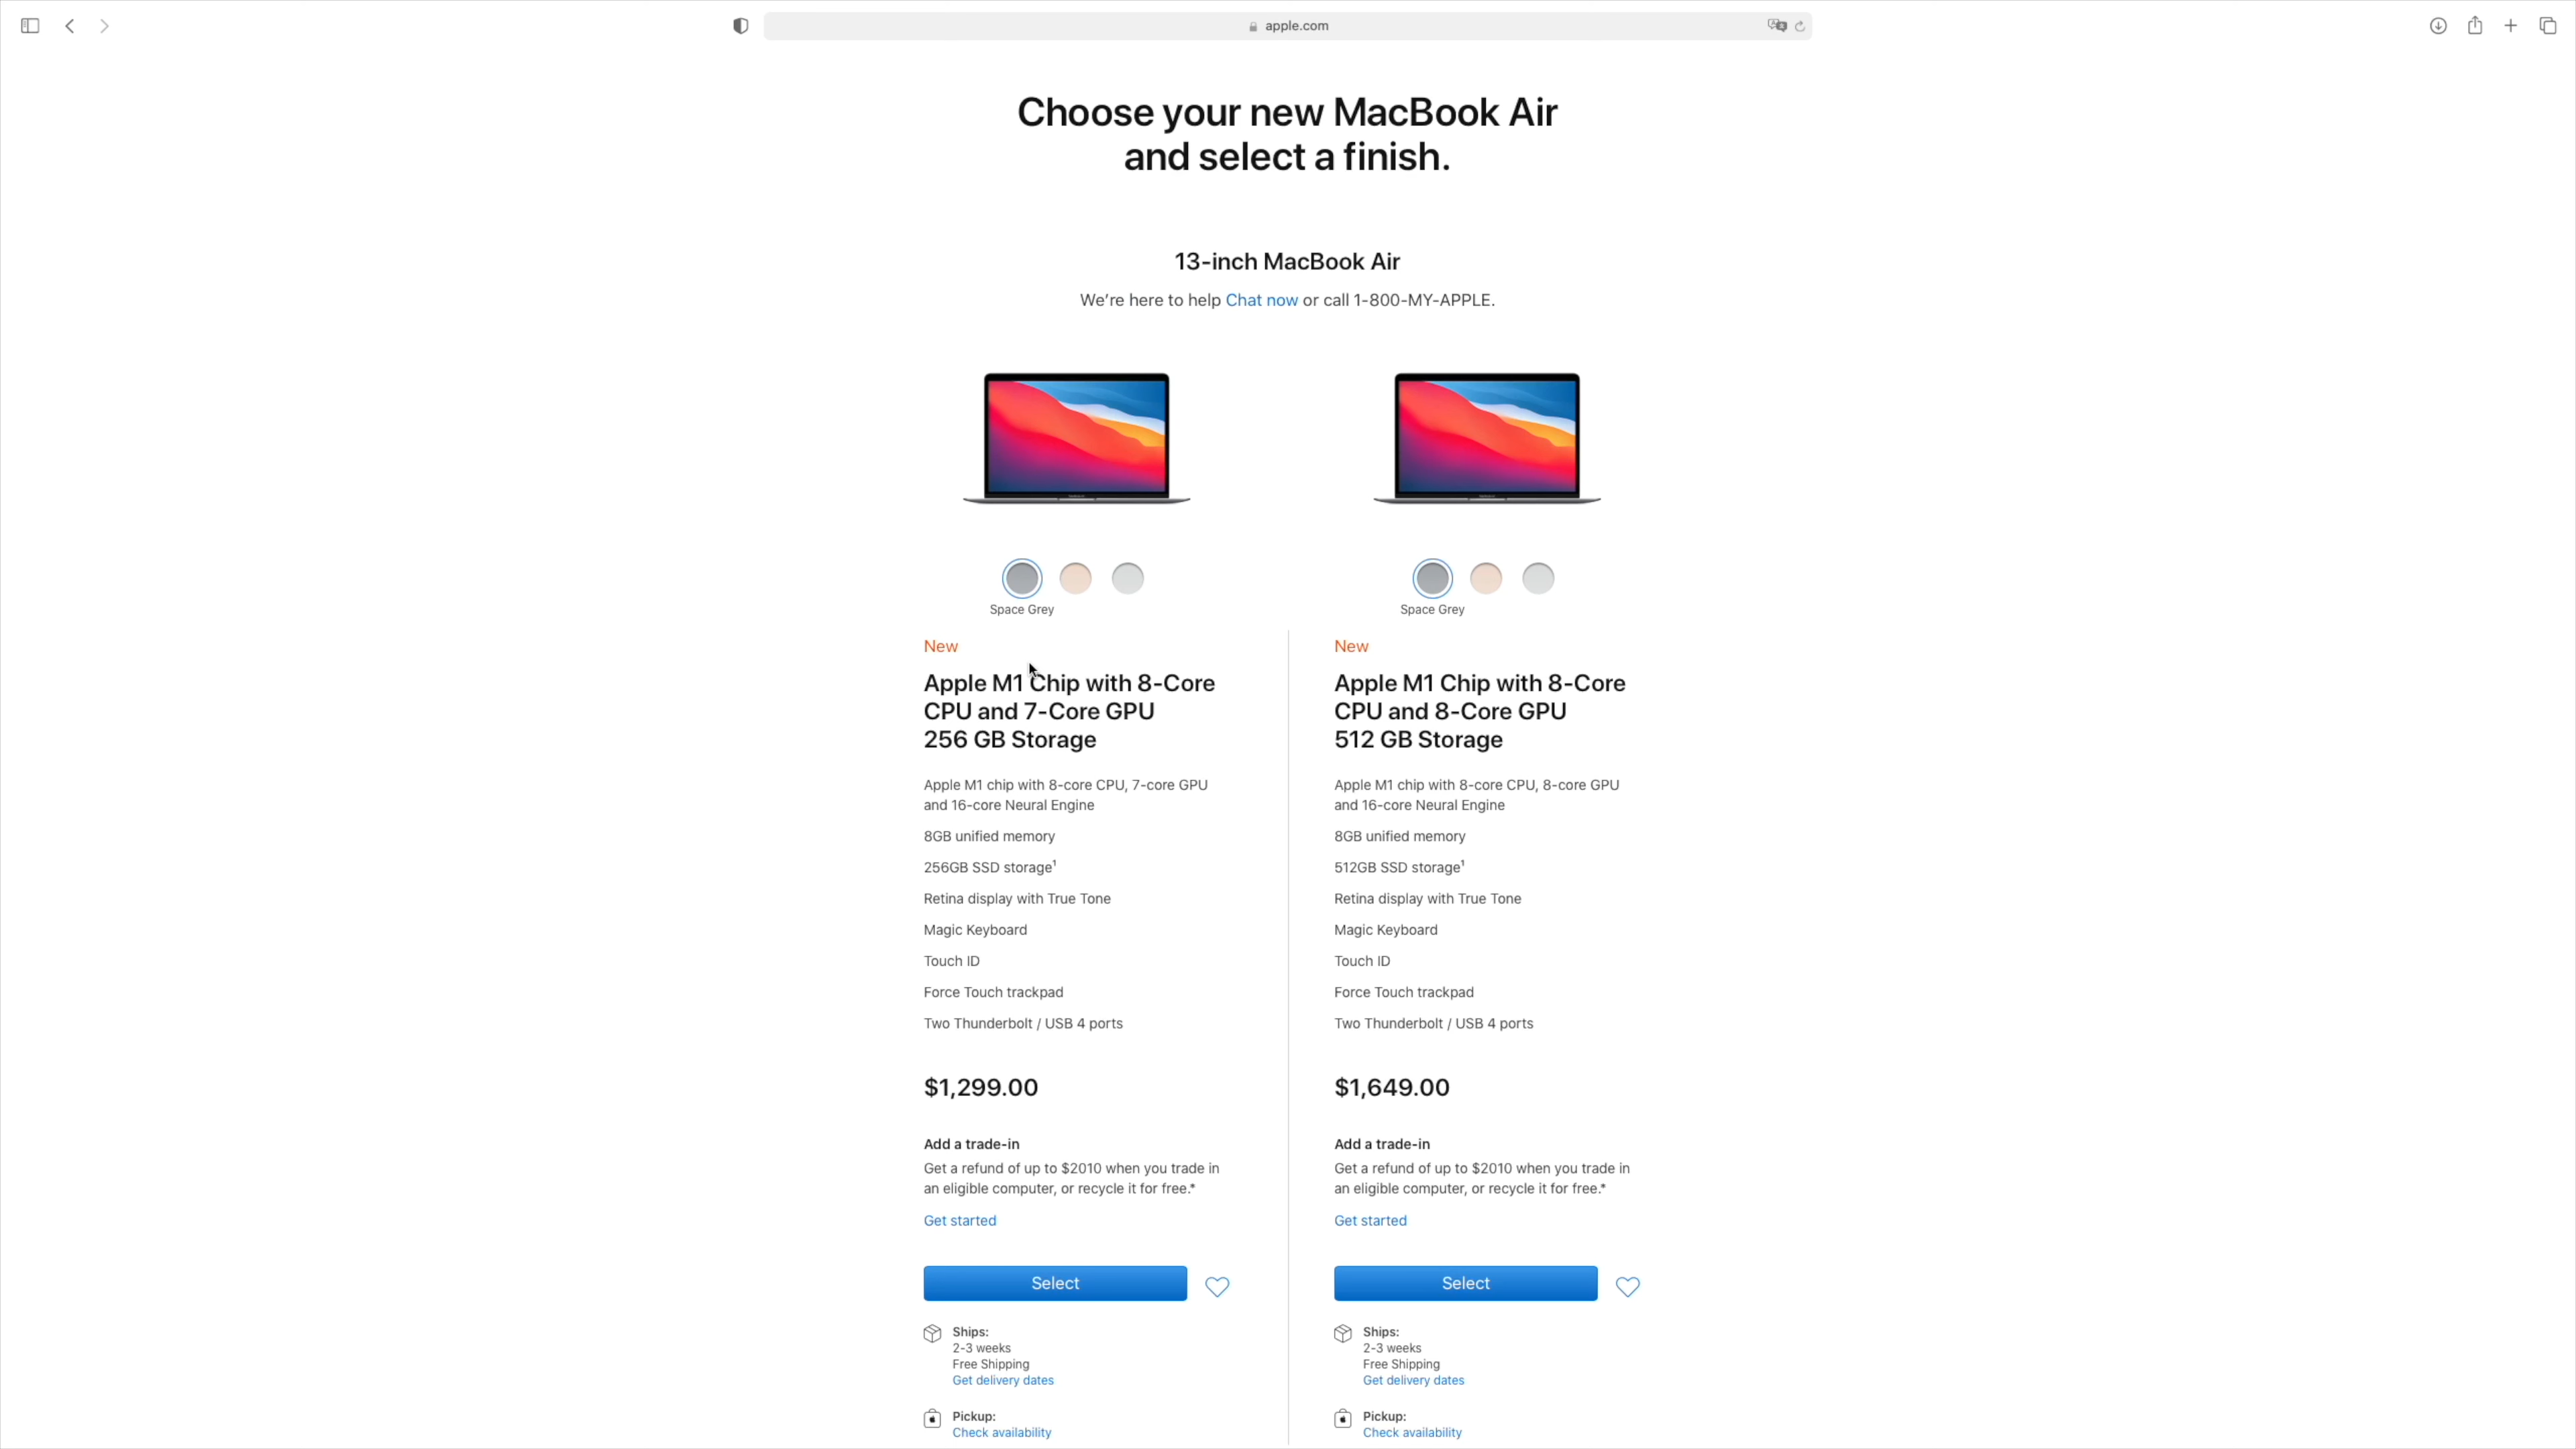 apple.com
Choose your new MacBook Air
and select a finish.
13-inch MacBook Air
We're here to help Chat now or call 1-800-MY-APPLE.
Space Grey
New
Apple M1 Chip with 8-Core
CPU and 7-Core GPU
256 GB Storage
Apple M1 chip with 8-core CPU, 7-core GPU
and 16-core Neural Engine
8GB unified memory
256GB SSD storage¹
Retina display with True Tone
Magic Keyboard
Touch ID
Force Touch trackpad
Two Thunderbolt / USB 4 ports
$1,299.00
Add a trade-in
Get a refund of up to $2010 when you trade in
an eligible computer, or recycle it for free.*
Get started
Select
Ships:
2-3 weeks
Free Shipping
Get delivery dates
Pickup:
Check availability
Space Grey
New
Apple M1 Chip with 8-Core
CPU and 8-Core GPU
512 GB Storage
Apple M1 chip with 8-core CPU, 8-core GPU
and 16-core Neural Engine
8GB unified memory
512GB SSD storage¹
Retina display with True Tone
Magic Keyboard
Touch ID
Force Touch trackpad
Two Thunderbolt / USB 4 ports
$1,649.00
Add a trade-in
Get a refund of up to $2010 when you trade in
an eligible computer, or recycle it for free.*
Get started
Select
Ships:
2-3 weeks
Free Shipping
Get delivery dates
Pickup:
Check availability